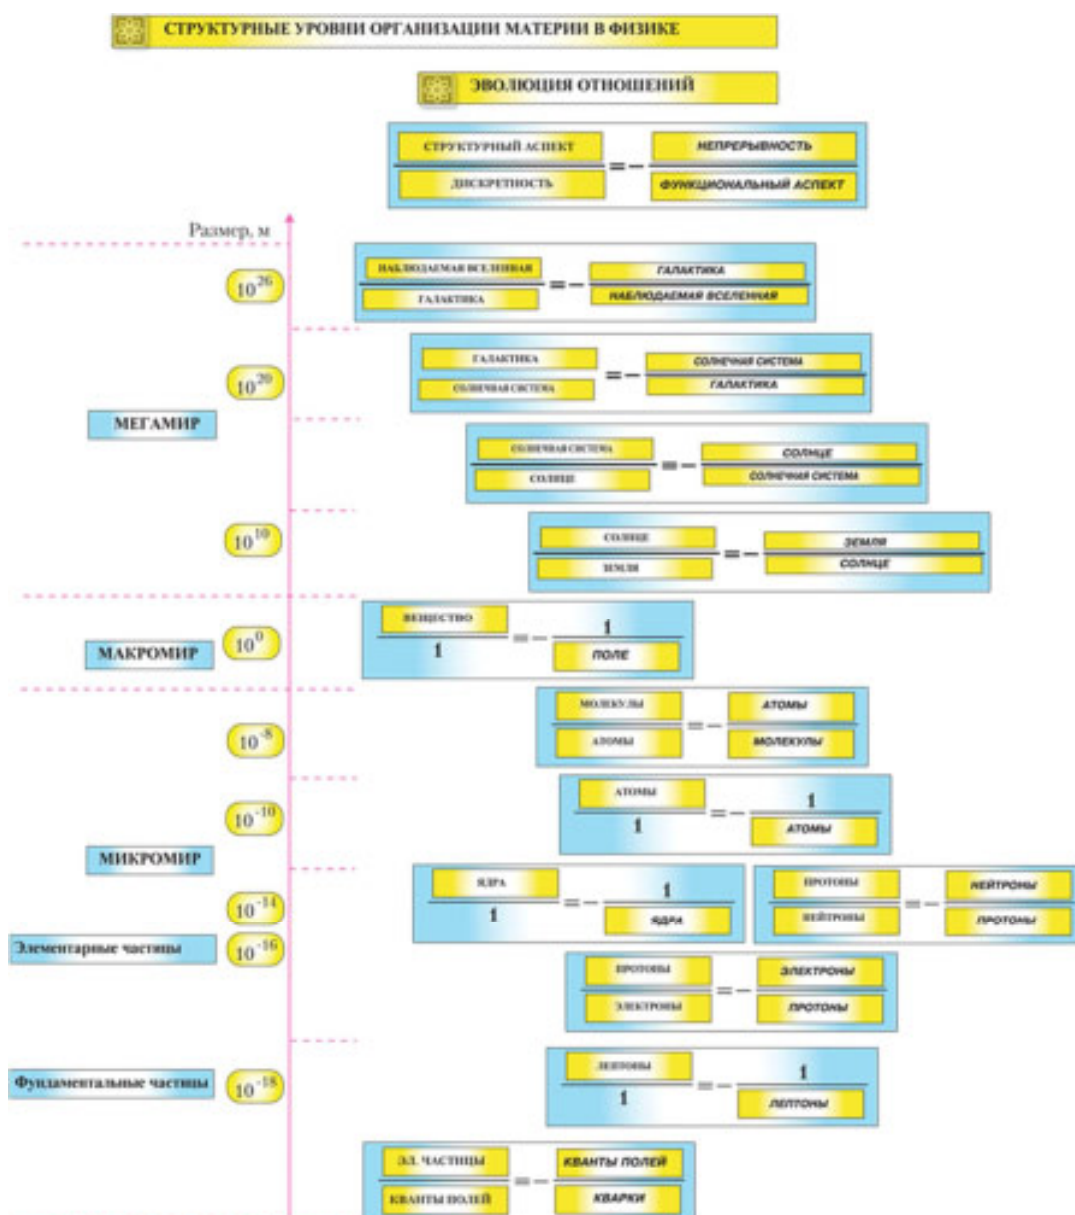 СТРУКТУРНЫЕ УРОВНИ ОРГАНИЗАЦИИ МАТЕРИИ В ФИЗИКЕ
ЭВОЛЮЦИЯ ОТНОШЕНИЙ
СТРУКТУРНЫЙ АСПЕКТ
ДИСКРЕТНОСТЬ
= −
НЕПРЕРЫВНОСТЬ
ФУНКЦИОНАЛЬНЫЙ АСПЕКТ
Размер, м
10^26
НАБЛЮДАЕМАЯ ВСЕЛЕННАЯ
ГАЛАКТИКА
= −
ГАЛАКТИКА
НАБЛЮДАЕМАЯ ВСЕЛЕННАЯ
10^20
ГАЛАКТИКА
СОЛНЕЧНАЯ СИСТЕМА
= −
СОЛНЕЧНАЯ СИСТЕМА
ГАЛАКТИКА
МЕГАМИР
СОЛНЕЧНАЯ СИСТЕМА
СОЛНЦЕ
= −
СОЛНЦЕ
СОЛНЕЧНАЯ СИСТЕМА
10^10
СОЛНЦЕ
ЗЕМЛЯ
= −
ЗЕМЛЯ
СОЛНЦЕ
МАКРОМИР
10^0
ВЕЩЕСТВО
1
= −
1
ПОЛЕ
10^-8
МОЛЕКУЛЫ
АТОМЫ
= −
АТОМЫ
МОЛЕКУЛЫ
10^-10
АТОМЫ
1
= −
1
АТОМЫ
МИКРОМИР
10^-14
ЯДРА
1
= −
1
ЯДРА
ПРОТОНЫ
НЕЙТРОНЫ
= −
НЕЙТРОНЫ
ПРОТОНЫ
Элементарные частицы
10^-16
ПРОТОНЫ
ЭЛЕКТРОНЫ
= −
ЭЛЕКТРОНЫ
ПРОТОНЫ
Фундаментальные частицы
10^-18
ЛЕПТОНЫ
1
= −
1
ЛЕПТОНЫ
ЭЛ. ЧАСТИЦЫ
КВАНТЫ ПОЛЕЙ
= −
КВАНТЫ ПОЛЕЙ
КВАРКИ